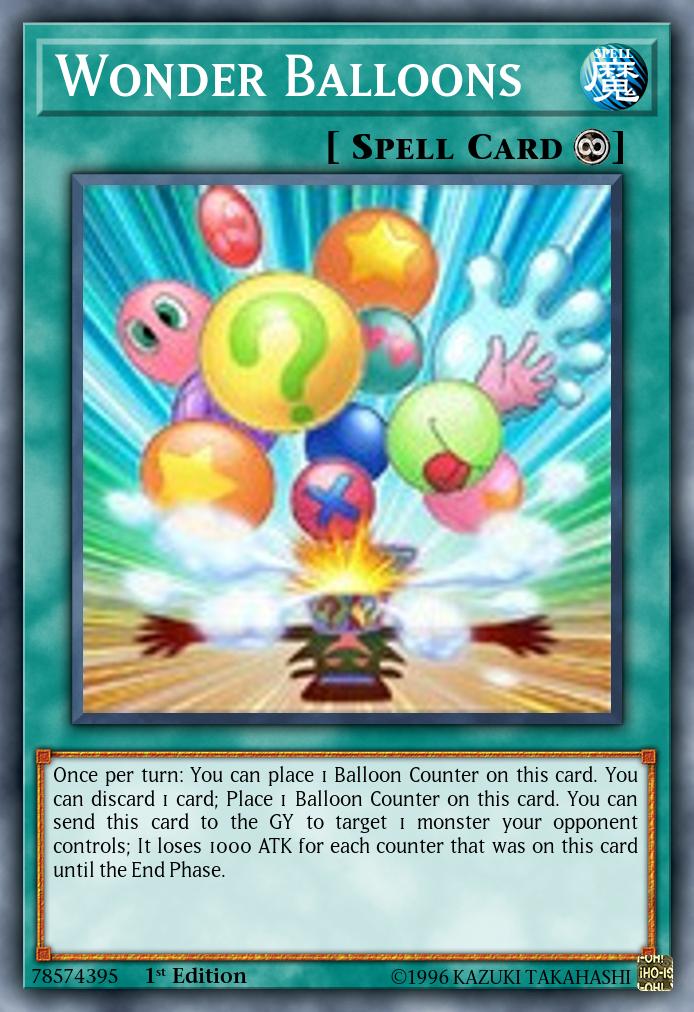 Wonder Balloons
SPELL
魔
[ Spell Card ]
?
Once per turn: You can place 1 Balloon Counter on this card. You
can discard 1 card; Place 1 Balloon Counter on this card. You can
send this card to the GY to target 1 monster your opponent
controls; It loses 1000 ATK for each counter that was on this card
until the End Phase.
78574395 1st Edition ©1996 KAZUKI TAKAHASHI